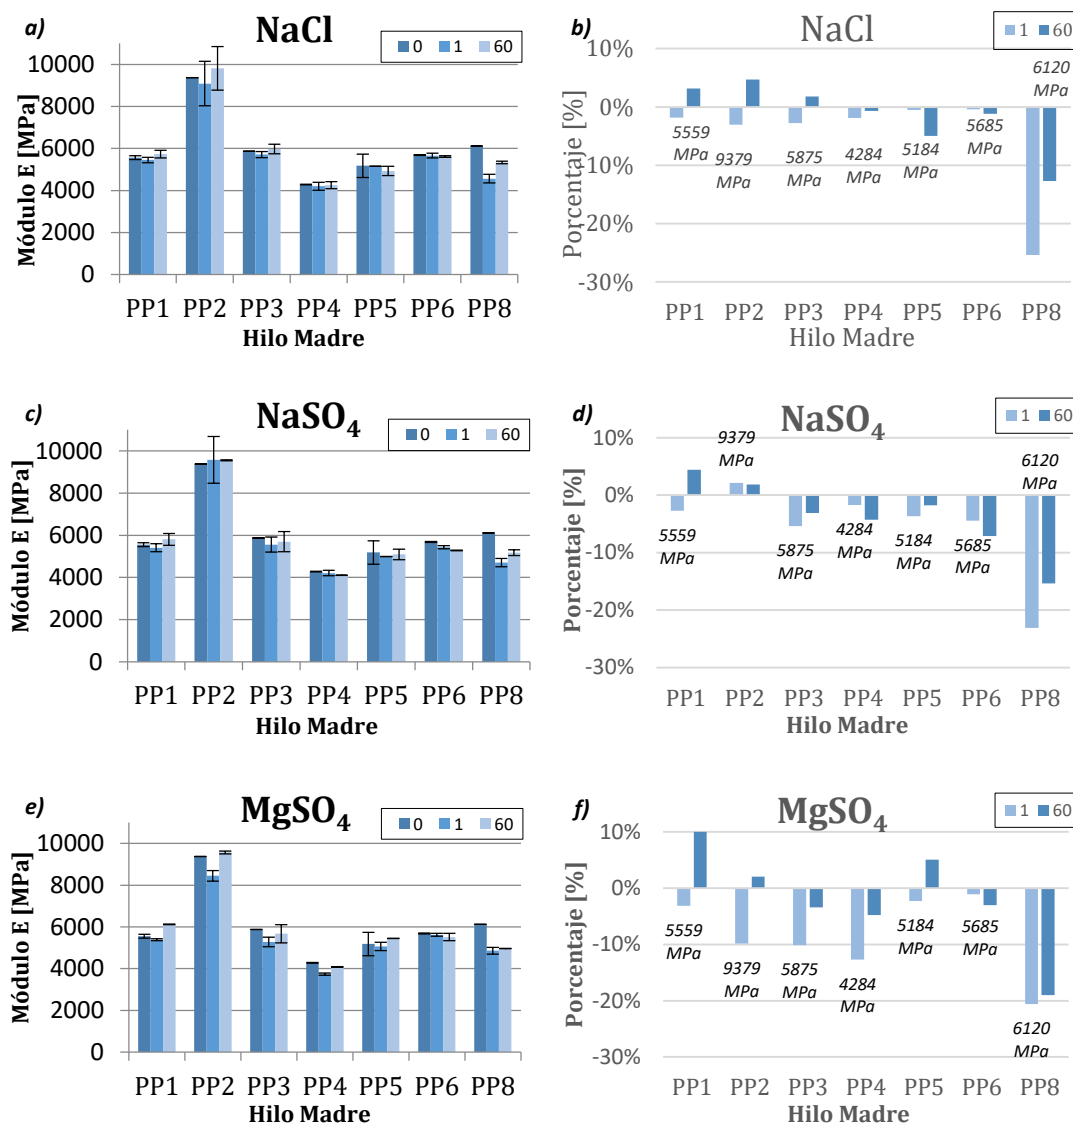 a)
NaCl
0 1 60
Módulo E [MPa]
10000
8000
6000
4000
2000
0
PP1 PP2 PP3 PP4 PP5 PP6 PP8
Hilo Madre
b)
NaCl
1 60
Porcentaje [%]
10%
0%
-10%
-20%
-30%
5559
MPa
9379
MPa
5875
MPa
4284
MPa
5184
MPa
5685
MPa
6120
MPa
PP1 PP2 PP3 PP4 PP5 PP6 PP8
Hilo Madre
c)
NaSO4
0 1 60
Módulo E [MPa]
10000
8000
6000
4000
2000
0
PP1 PP2 PP3 PP4 PP5 PP6 PP8
Hilo Madre
d)
NaSO4
1 60
Porcentaje [%]
10%
0%
-10%
-20%
-30%
5559
MPa
9379
MPa
5875
MPa
4284
MPa
5184
MPa
5685
MPa
6120
MPa
PP1 PP2 PP3 PP4 PP5 PP6 PP8
Hilo Madre
e)
MgSO4
0 1 60
Módulo E [MPa]
10000
8000
6000
4000
2000
0
PP1 PP2 PP3 PP4 PP5 PP6 PP8
Hilo Madre
f)
MgSO4
1 60
Porcentaje [%]
10%
0%
-10%
-20%
-30%
5559
MPa
9379
MPa
5875
MPa
4284
MPa
5184
MPa
5685
MPa
6120
MPa
PP1 PP2 PP3 PP4 PP5 PP6 PP8
Hilo Madre